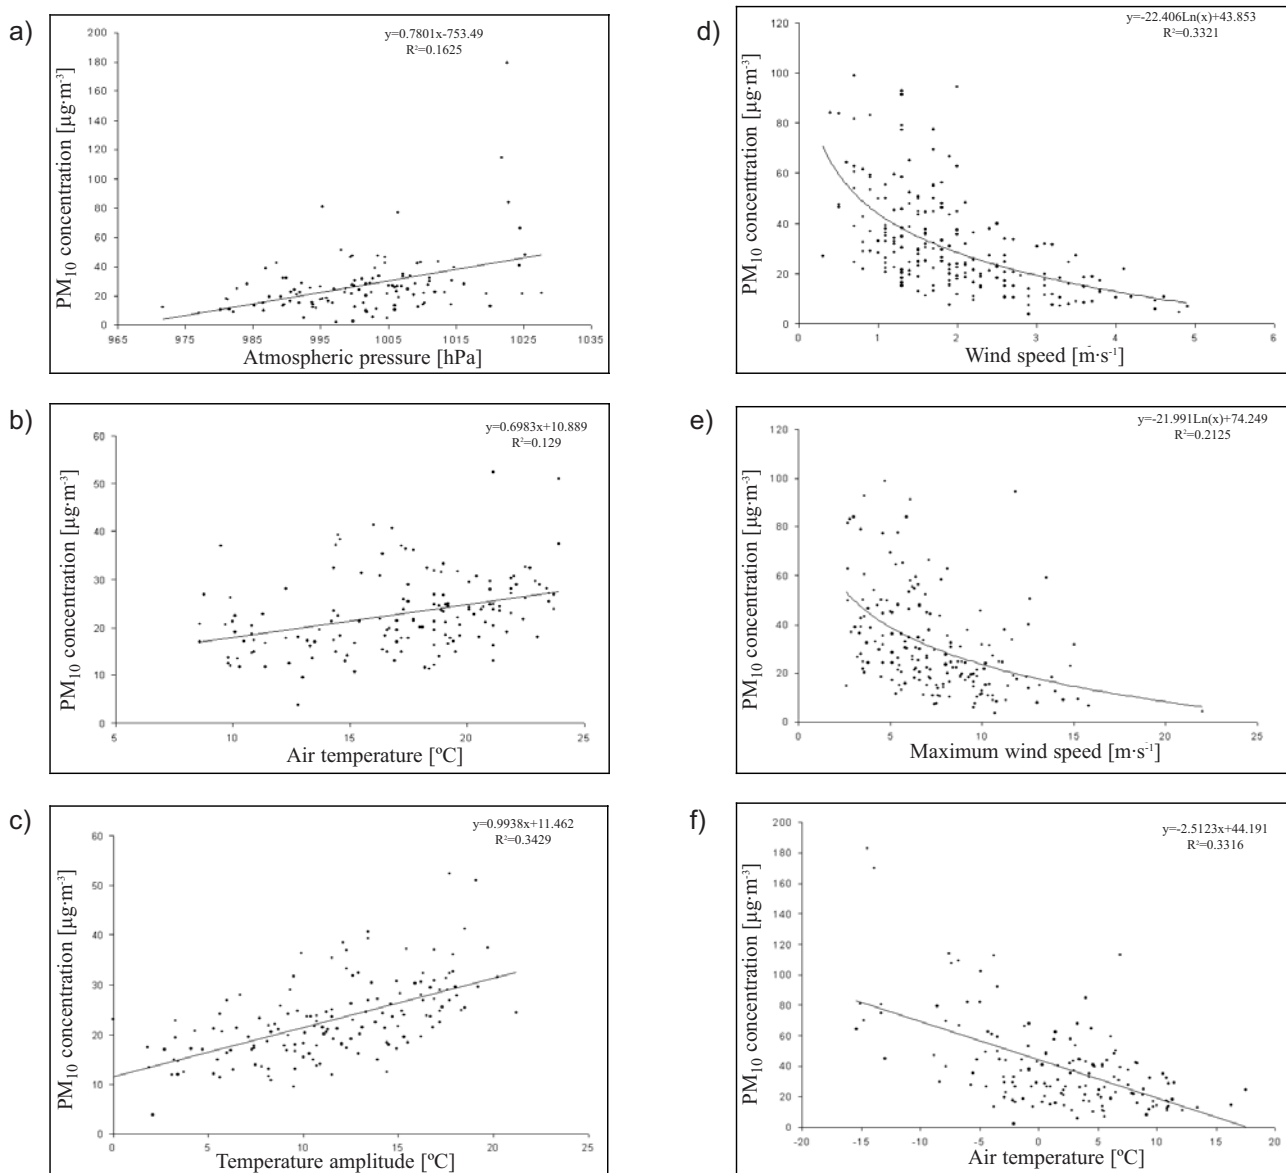 a)
y=0.7801x-753.49
R²=0.1625
PM₁₀ concentration [µg·m⁻³]
200
180
160
140
120
100
80
60
40
20
0
965 975 985 995 1005 1015 1025 1035
Atmospheric pressure [hPa]
b)
y=0.6983x+10.889
R²=0.129
PM₁₀ concentration [µg·m⁻³]
60
50
40
30
20
10
0
5 10 15 20 25
Air temperature [ºC]
c)
y=0.9938x+11.462
R²=0.3429
PM₁₀ concentration [µg·m⁻³]
60
50
40
30
20
10
0
0 5 10 15 20 25
Temperature amplitude [ºC]
d)
y=-22.406Ln(x)+43.853
R²=0.3321
PM₁₀ concentration [µg·m⁻³]
120
100
80
60
40
20
0
0 1 2 3 4 5 6
Wind speed [m·s⁻¹]
e)
y=-21.991Ln(x)+74.249
R²=0.2125
PM₁₀ concentration [µg·m⁻³]
120
100
80
60
40
20
0
0 5 10 15 20 25
Maximum wind speed [m·s⁻¹]
f)
y=-2.5123x+44.191
R²=0.3316
PM₁₀ concentration [µg·m⁻³]
200
180
160
140
120
100
80
60
40
20
0
-20 -15 -10 -5 0 5 10 15 20
Air temperature [ºC]